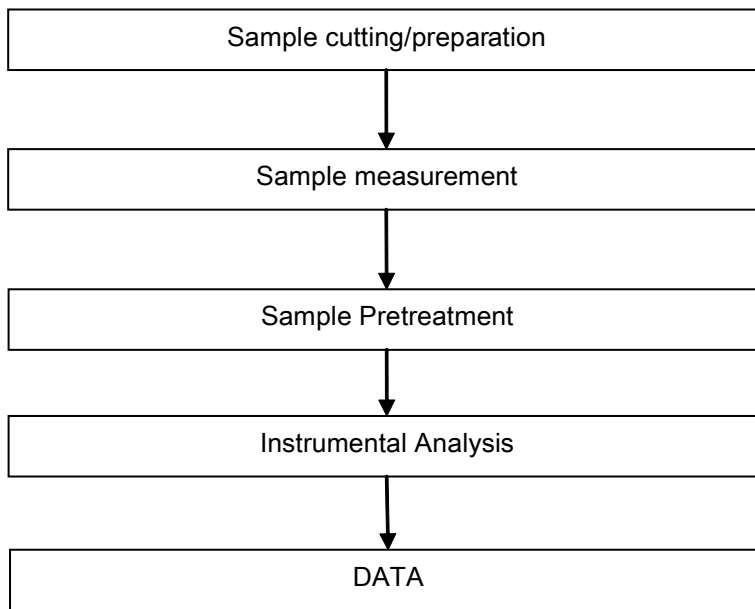 Sample cutting/preparation
Sample measurement
Sample Pretreatment
Instrumental Analysis
DATA